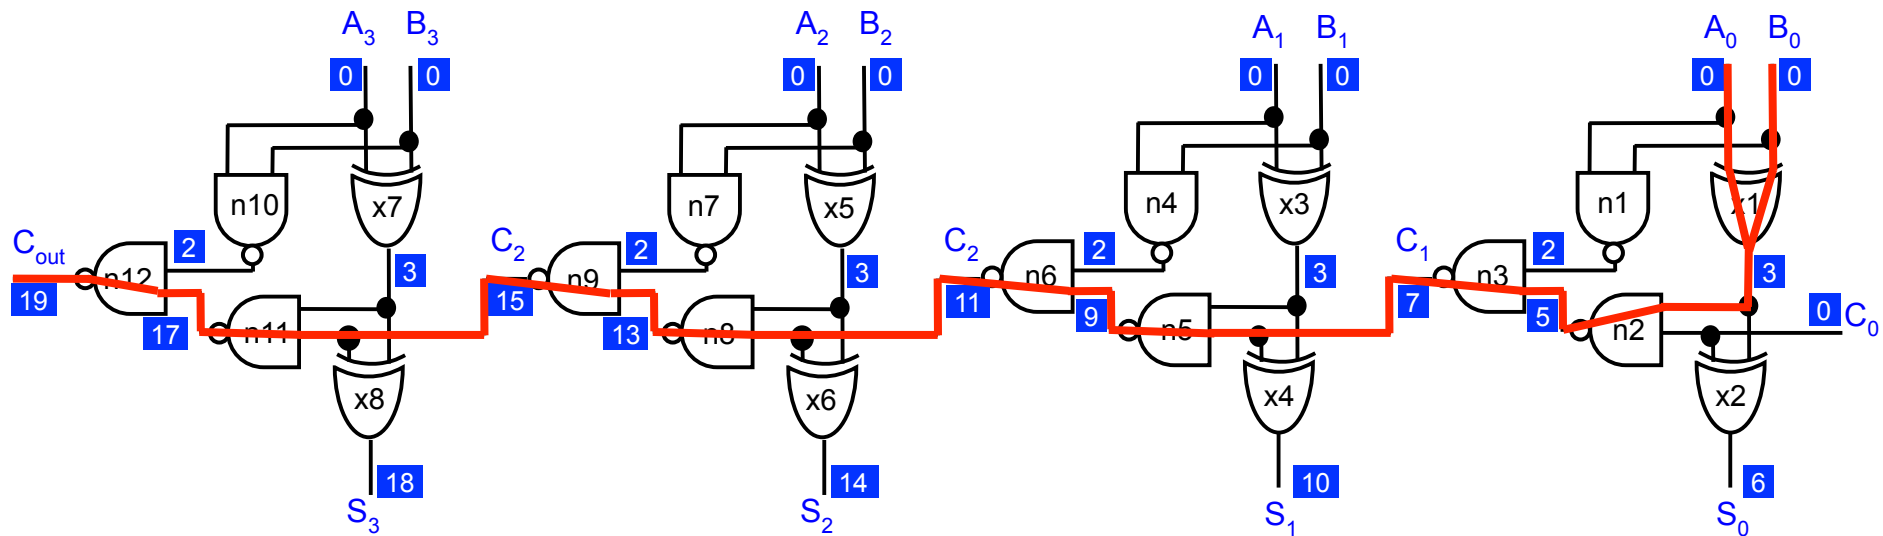 A3 B3 A2 B2 A1 B1 A0 B0
0 0 0 0 0 0 0 0
n10 x7 n7 x5 n4 x3 n1 x1
Cout 2 3 C2 2 3 C2 2 3 C1 2 3
n12 n9 n6 n3
19 17 n11 15 13 n8 11 9 n5 7 5 n2 0 C0
x8 x6 x4 x2
18 14 10 6
S3 S2 S1 S0